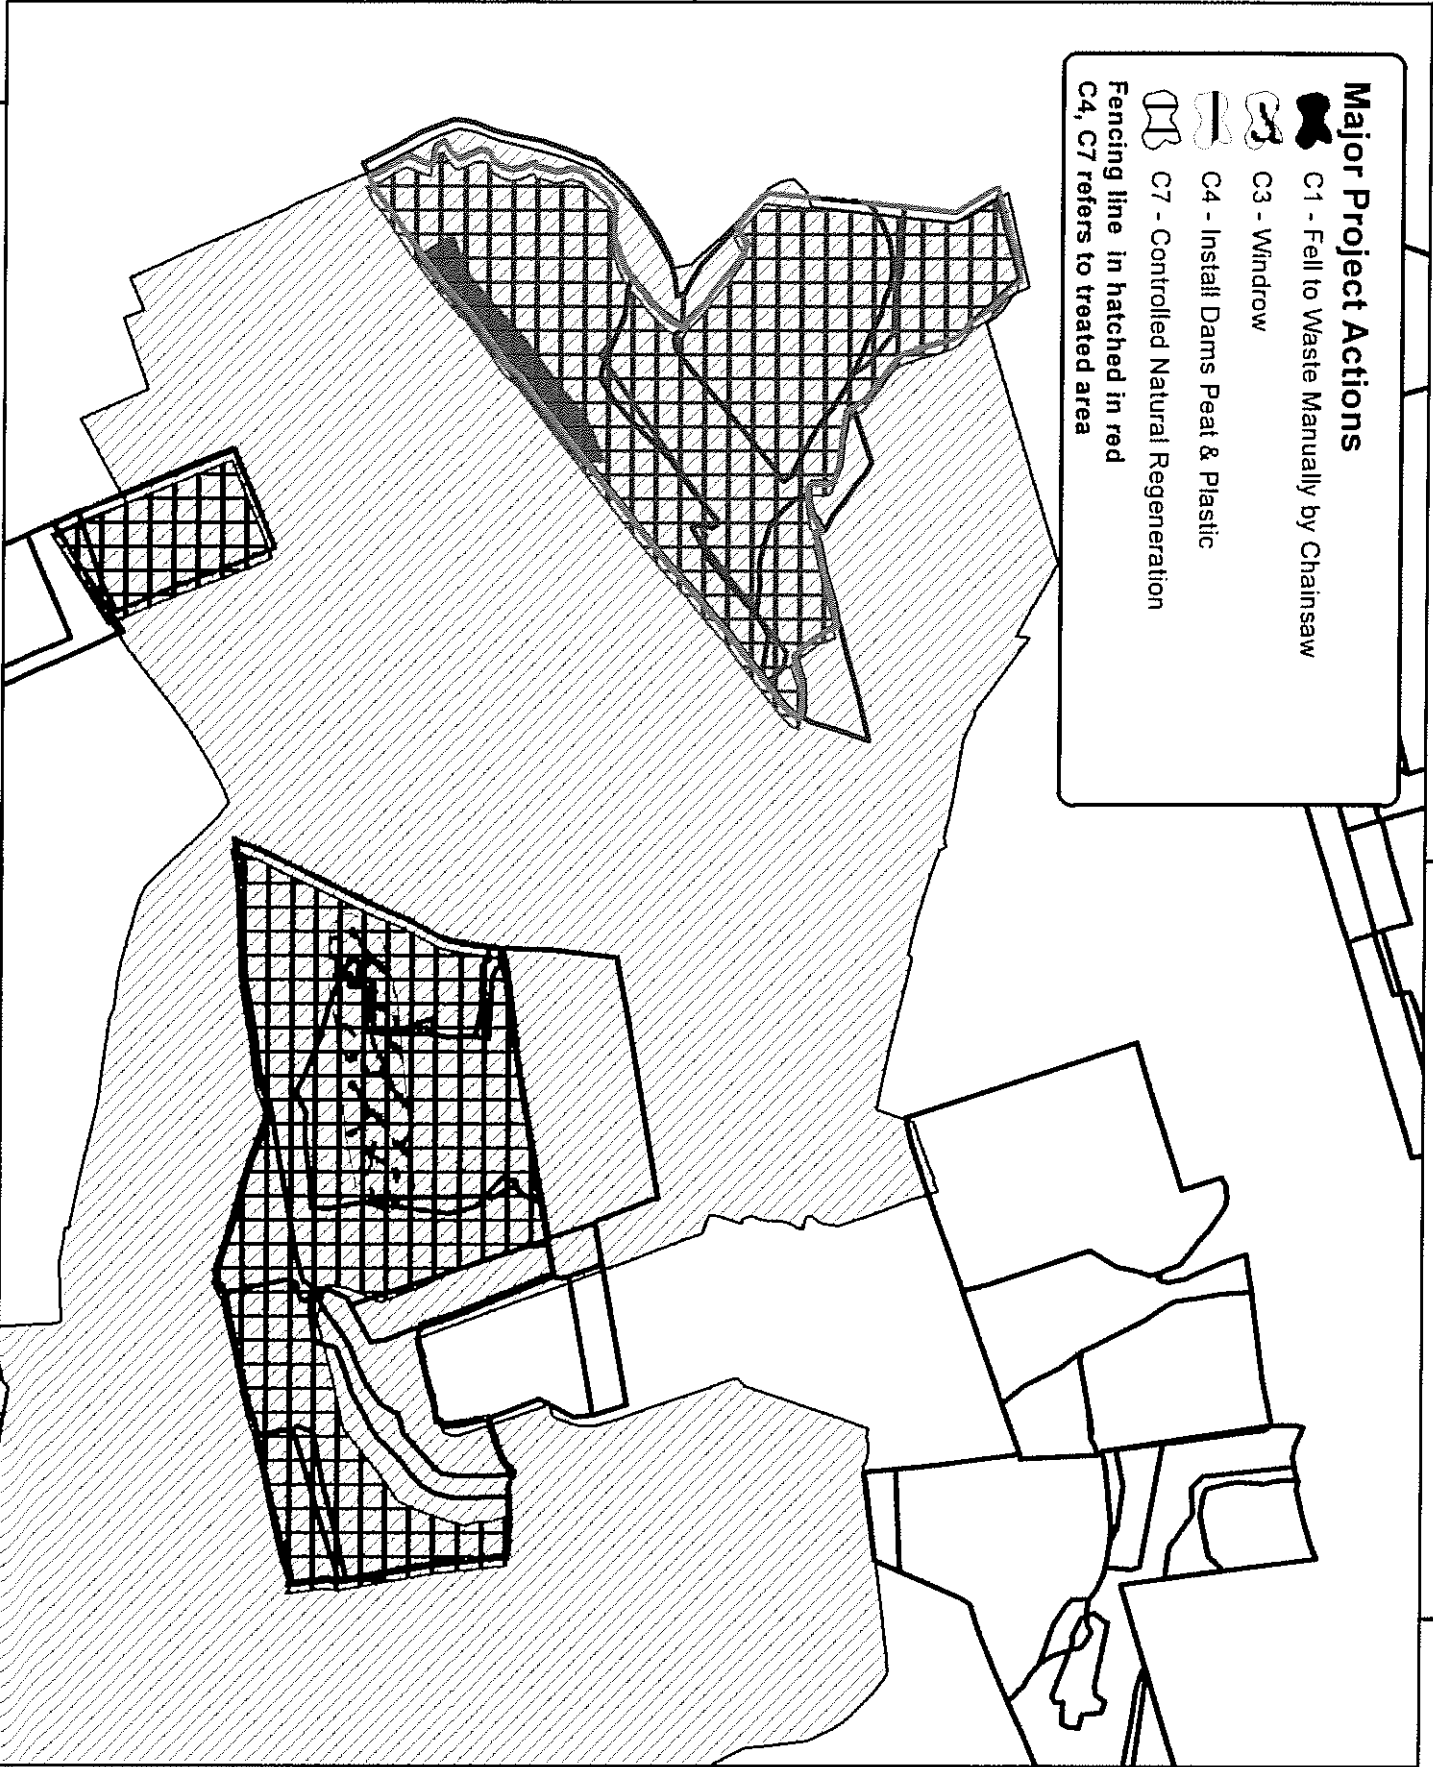 Major Project Actions
C1 - Fell to Waste Manually by Chainsaw
C3 - Windrow
C4 - Install Dams Peat & Plastic
C7 - Controlled Natural Regeneration
Fencing line in hatched in red
C4, C7 refers to treated area